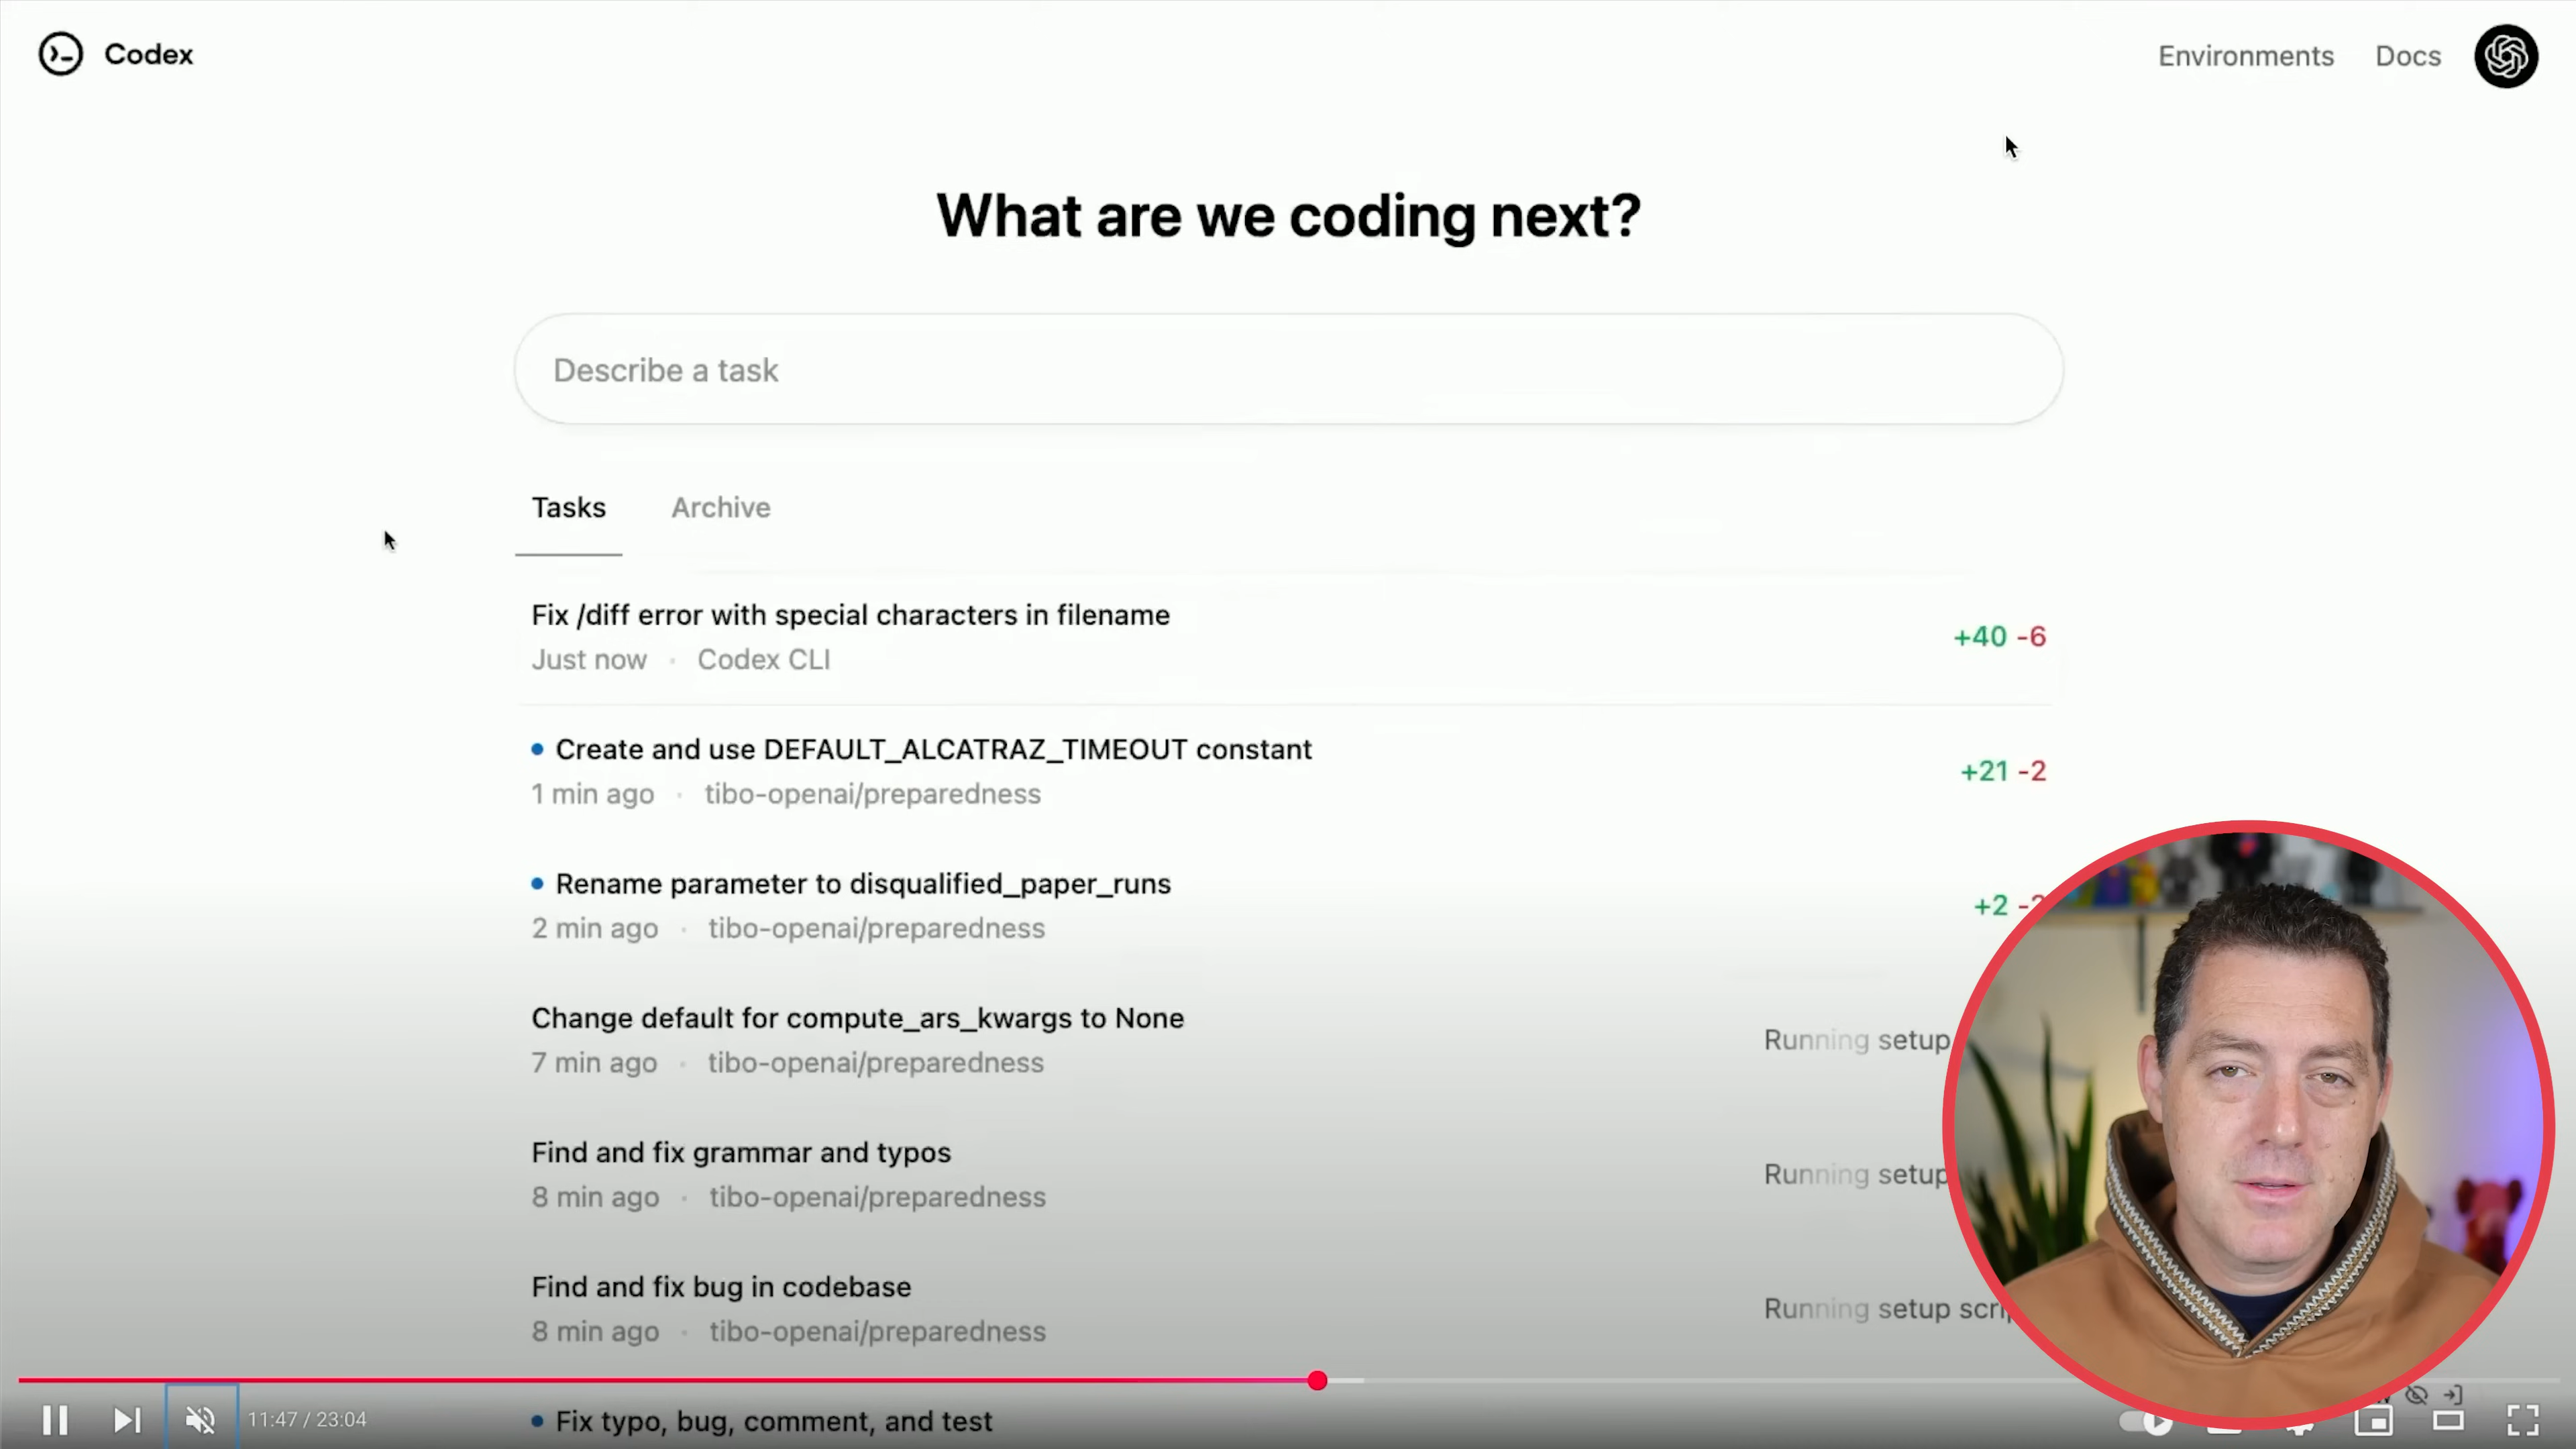 Codex
Environments Docs
What are we coding next?
Describe a task
Tasks Archive
Fix /diff error with special characters in filename
Just now · Codex CLI
+40 -6
Create and use DEFAULT_ALCATRAZ_TIMEOUT constant
1 min ago · tibo-openai/preparedness
+21 -2
Rename parameter to disqualified_paper_runs
2 min ago · tibo-openai/preparedness
+2
Change default for compute_ars_kwargs to None
7 min ago · tibo-openai/preparedness
Running setup
Find and fix grammar and typos
8 min ago · tibo-openai/preparedness
Running setup
Find and fix bug in codebase
8 min ago · tibo-openai/preparedness
Running setup
11:47 / 23:04
Fix typo, bug, comment, and test